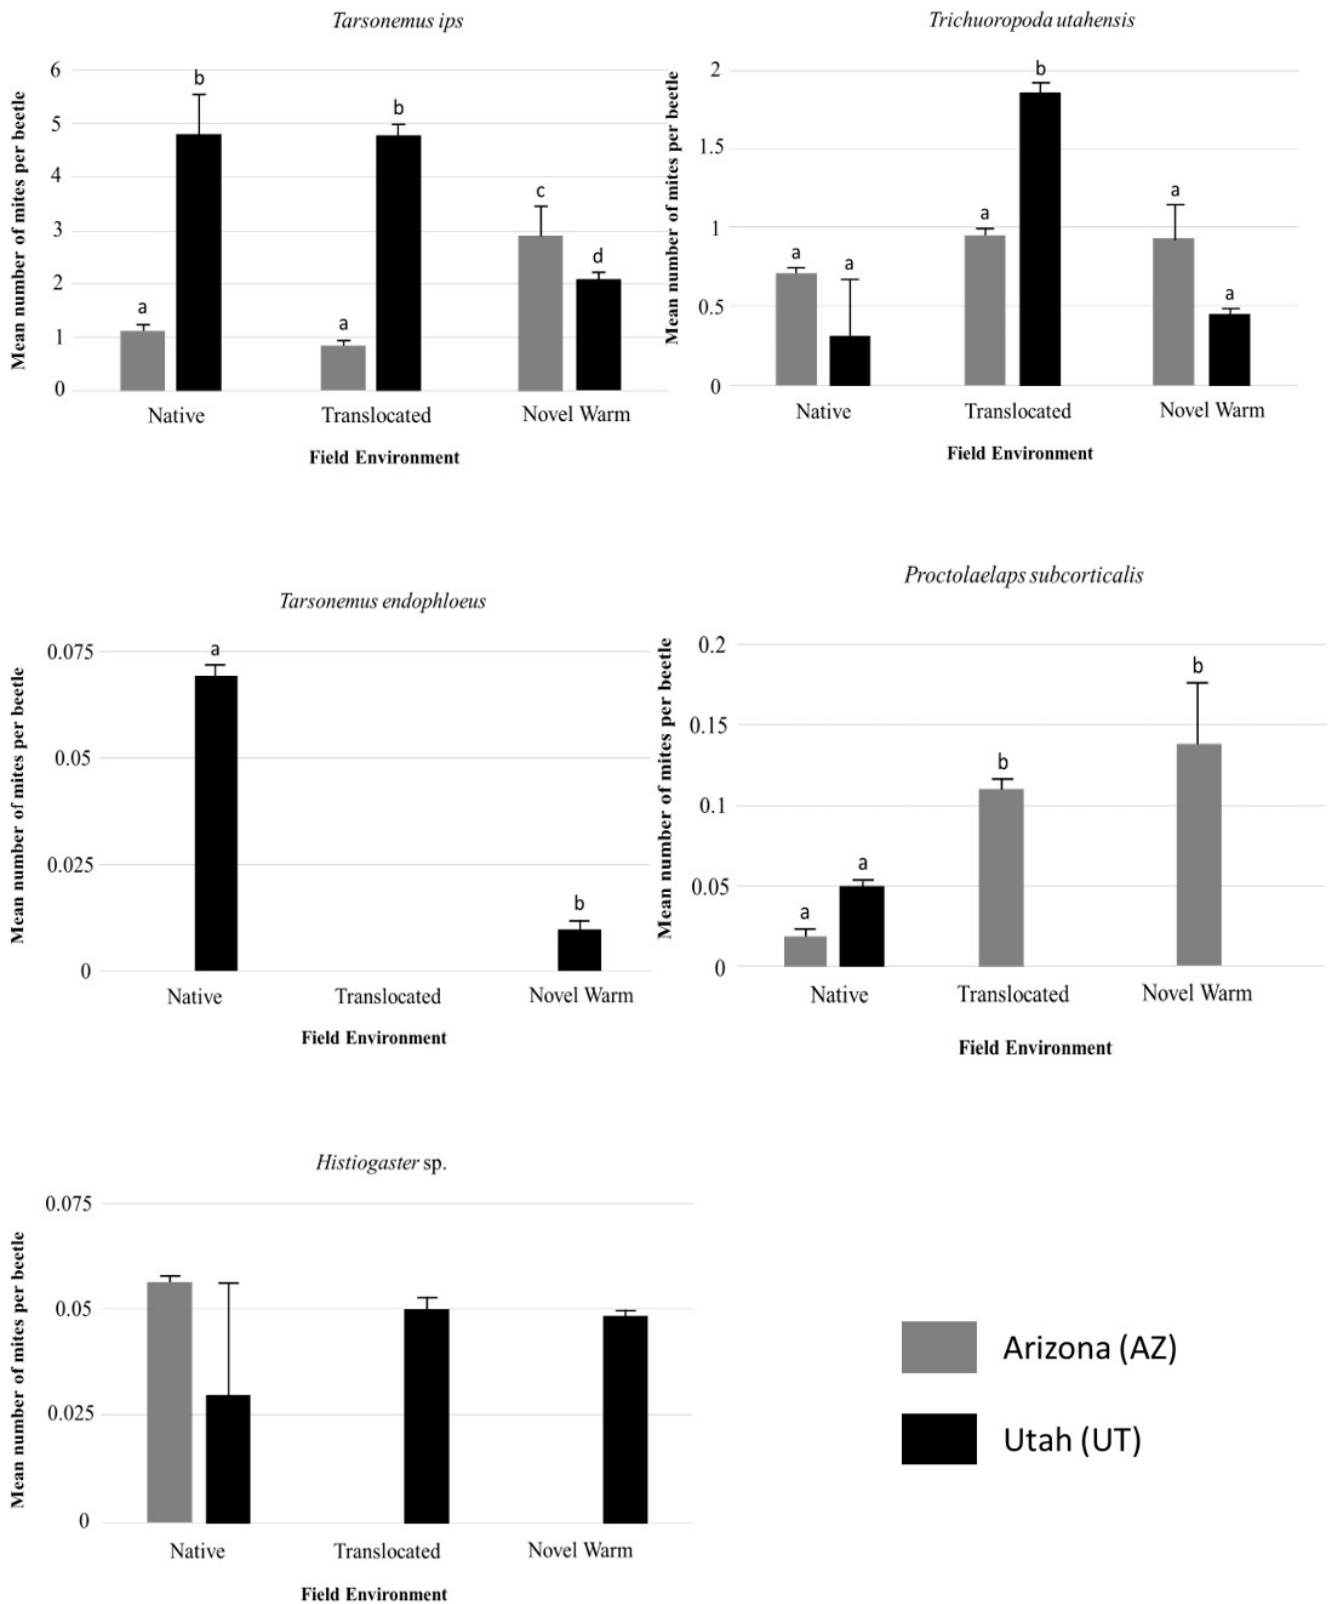 Tarsonemus ips
Mean number of mites per beetle
6
5
4
3
2
1
0
b
b
c
d
a
a
Native Translocated Novel Warm
Field Environment
Trichuoropoda utahensis
Mean number of mites per beetle
2
1.5
1
0.5
0
b
a
a
a
a
a
Native Translocated Novel Warm
Field Environment
Tarsonemus endophloeus
Mean number of mites per beetle
0.075
0.05
0.025
0
a
b
Native Translocated Novel Warm
Field Environment
Proctolaelaps subcorticalis
Mean number of mites per beetle
0.2
0.15
0.1
0.05
0
b
b
a
a
Native Translocated Novel Warm
Field Environment
Histiogaster sp.
Mean number of mites per beetle
0.075
0.05
0.025
0
Native Translocated Novel Warm
Field Environment
Arizona (AZ)
Utah (UT)